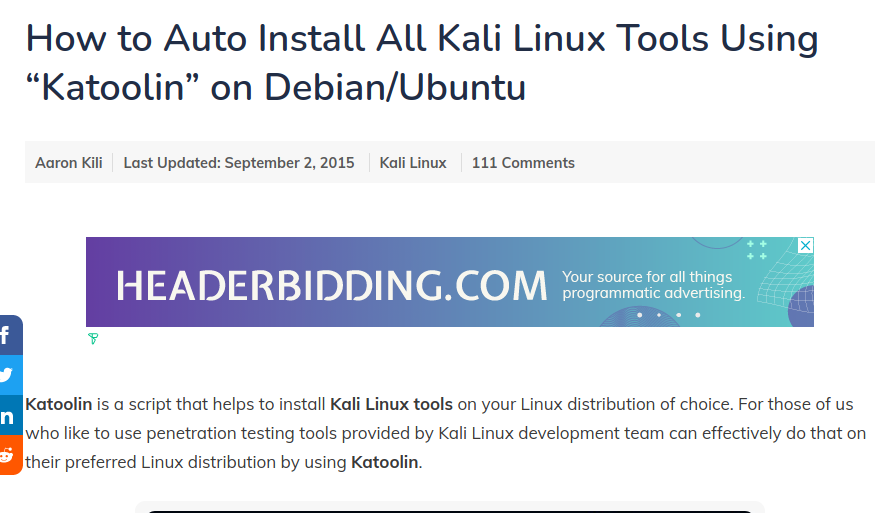 How to Auto Install All Kali Linux Tools Using
“Katoolin” on Debian/Ubuntu
Aaron Kili
Last Updated: September 2, 2015
Kali Linux
111 Comments
HEADERBIDDING.COM
Your source for all things
programmatic advertising.
Katoolin is a script that helps to install Kali Linux tools on your Linux distribution of choice. For those of us
who like to use penetration testing tools provided by Kali Linux development team can effectively do that on
their preferred Linux distribution by using Katoolin.